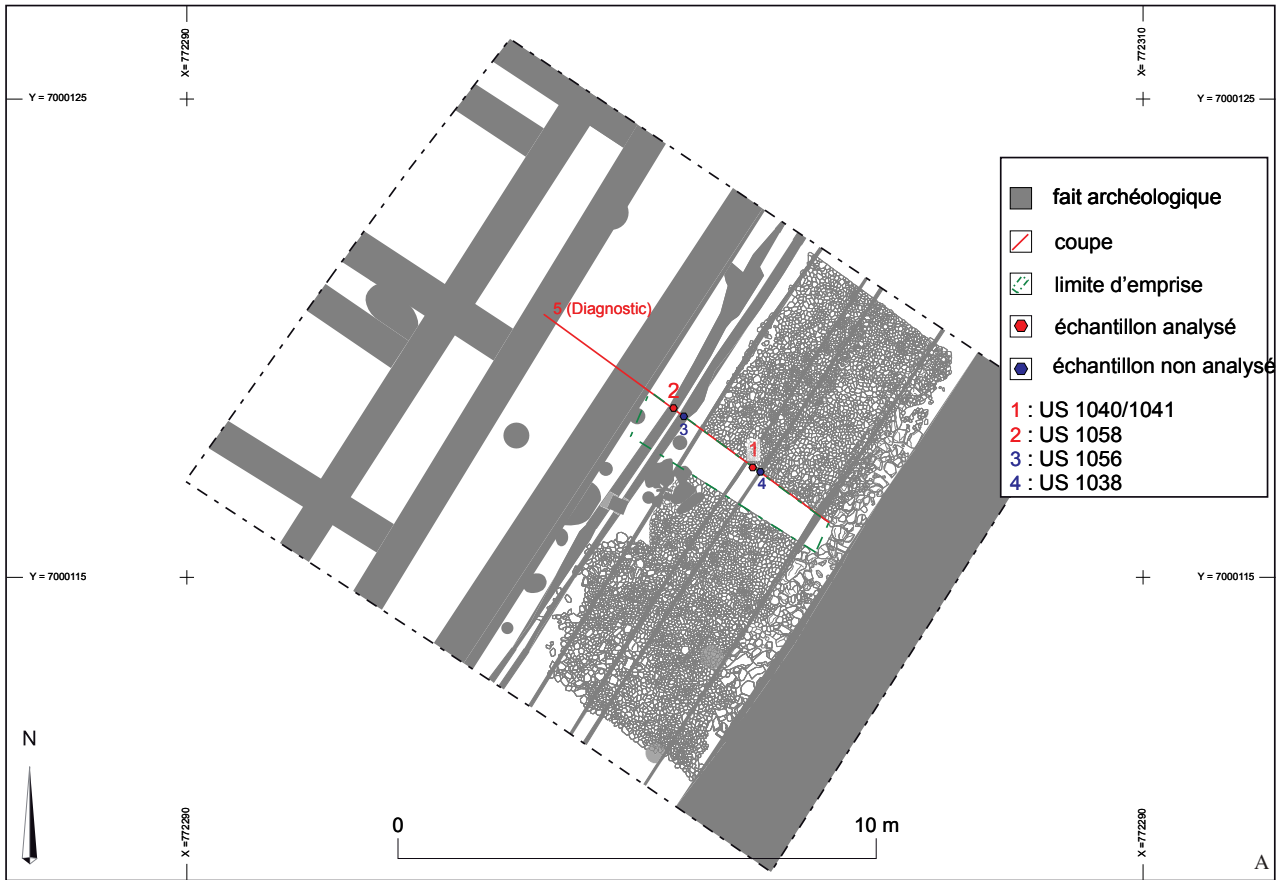 X= 772290
X= 772310
Y = 7000125
Y = 7000125
fait archéologique
coupe
limite d'emprise
échantillon analysé
échantillon non analysé
1 : US 1040/1041
2 : US 1058
3 : US 1056
4 : US 1038
5 (Diagnostic)
2
3
1
4
Y = 7000115
Y = 7000115
N
X =772290
X =772290
0
10 m
A